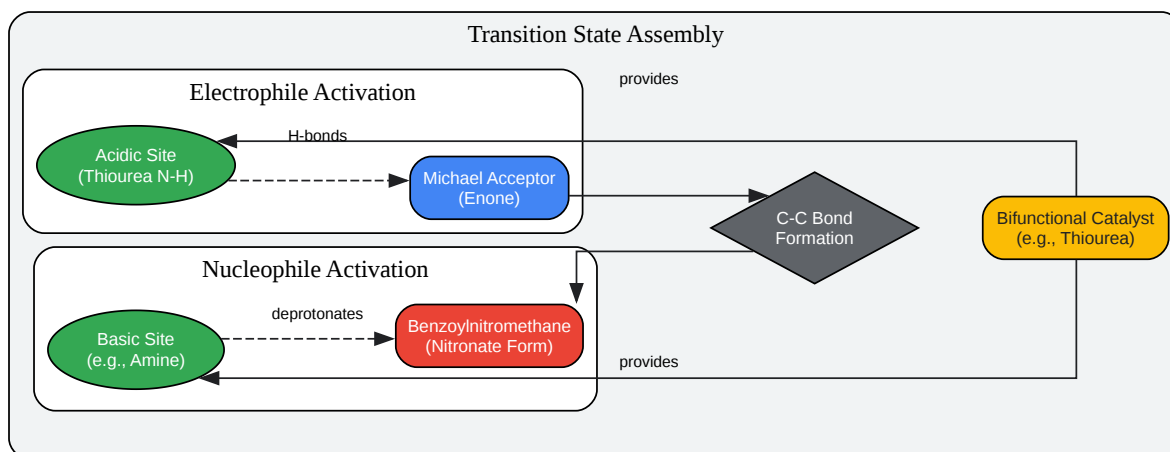 Transition State Assembly
provides
Electrophile Activation
H-bonds
Acidic Site
(Thiourea N-H)
Michael Acceptor
(Enone)
C-C Bond
Formation
Bifunctional Catalyst
(e.g., Thiourea)
Nucleophile Activation
deprotonates
Basic Site
(e.g., Amine)
Benzoylnitromethane
(Nitronate Form)
provides